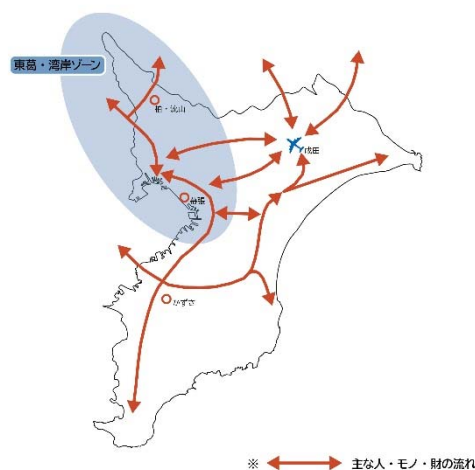 東葛・湾岸ゾーン
柏・流山
成田
幕張
かずさ
※ 主な人・モノ・財の流れ